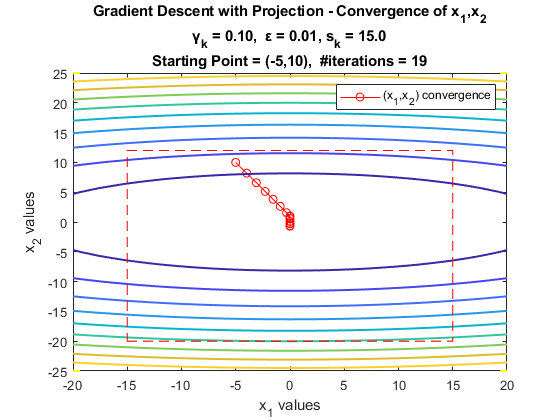 Gradient Descent with Projection - Convergence of x₁,x₂
γₖ = 0.10, ε = 0.01, sₖ = 15.0
Starting Point = (-5,10), #iterations = 19
(x₁,x₂) convergence
25
20
15
10
5
0
-5
-10
-15
-20
-25
x₂ values
-20 -15 -10 -5 0 5 10 15 20
x₁ values